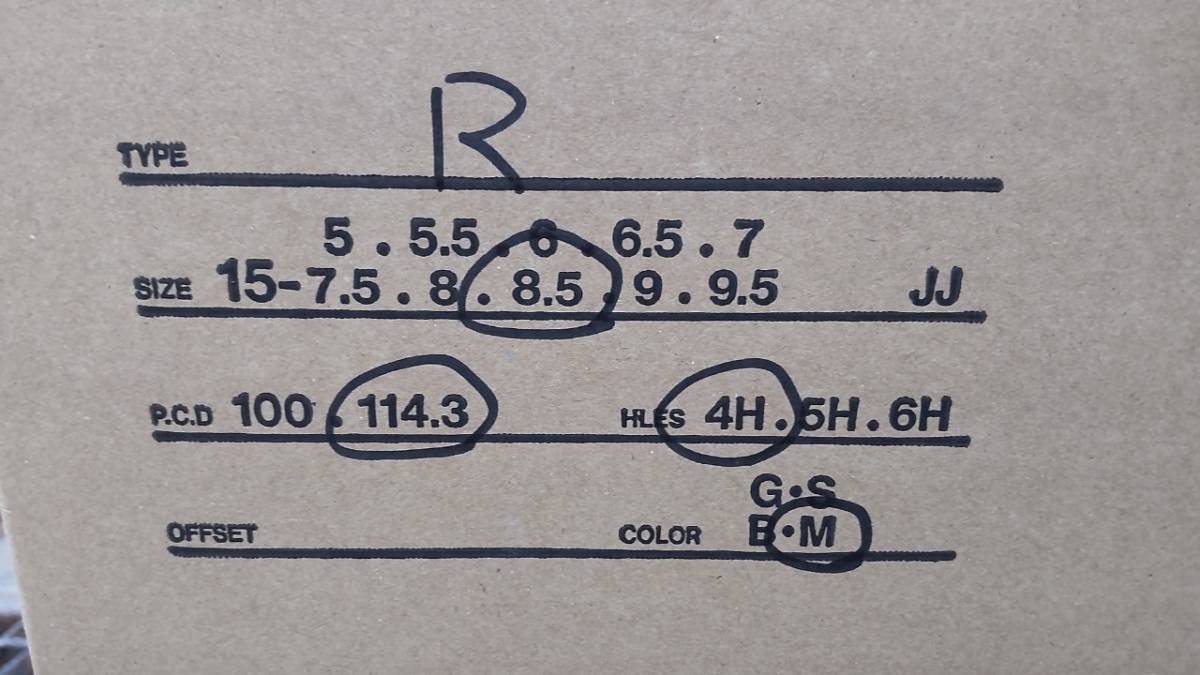 TYPE R
5 . 5.5 . 6 . 6.5 . 7
SIZE 15-7.5 . 8 . 8.5 . 9 . 9.5 JJ
P.C.D 100 . 114.3 HLES 4H . 5H . 6H
G·S
OFFSET COLOR B·M